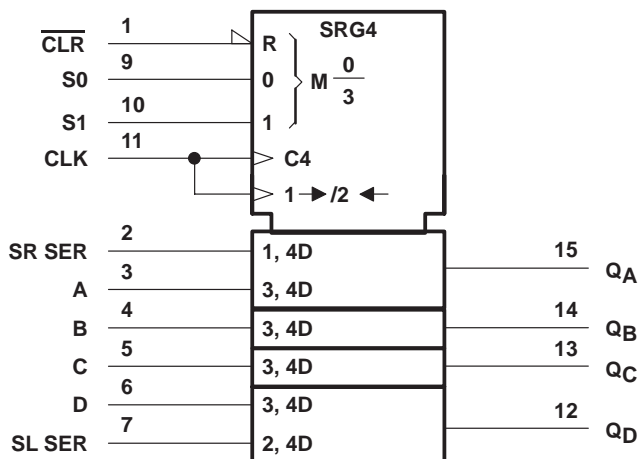 SRG4
1
CLR R
9 0
S0 0 M 3
10
S1 1
11
CLK C4
1 /2
2
SR SER 1, 4D 15
3 QA
A 3, 4D
4 14
B 3, 4D QB
5 13
C 3, 4D QC
6
D 3, 4D 12
7 QD
SL SER 2, 4D